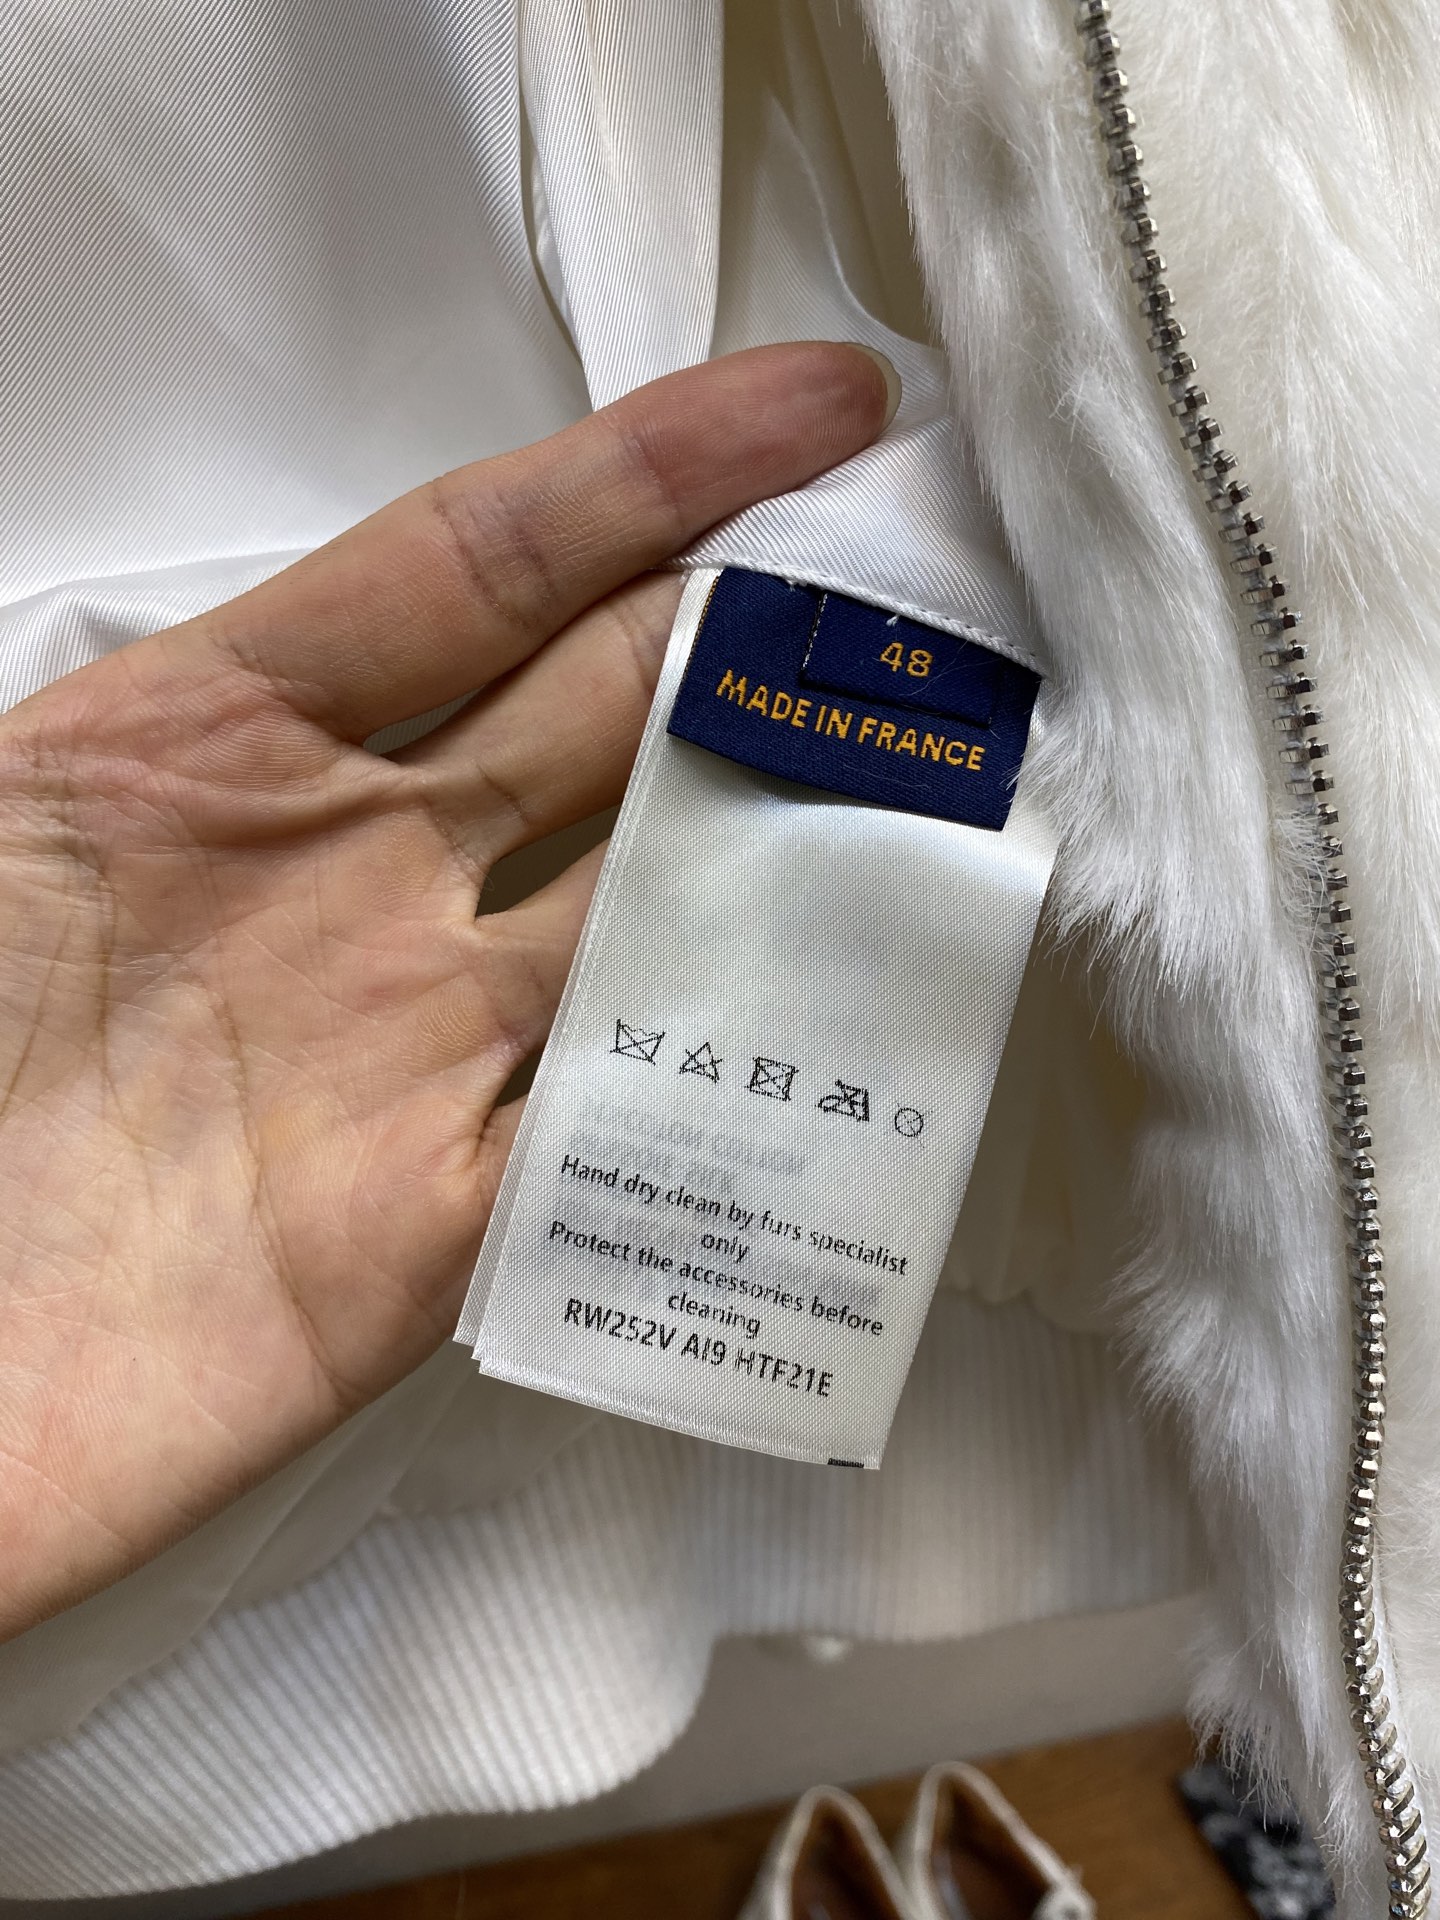 48
MADE IN FRANCE
Hand dry clean by furs specialist
only
Protect the accessories before
cleaning
RW252V AI9 HTF21E